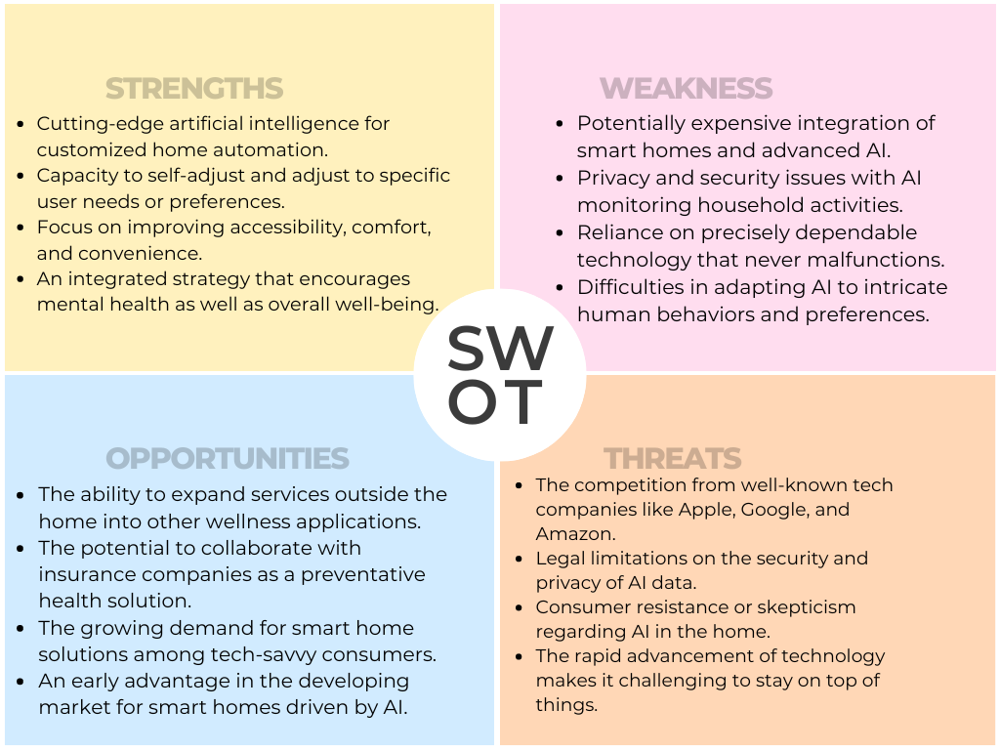 STRENGTHS
• Cutting-edge artificial intelligence for
customized home automation.
• Capacity to self-adjust and adjust to specific
user needs or preferences.
• Focus on improving accessibility, comfort,
and convenience.
• An integrated strategy that encourages
mental health as well as overall well-being.
WEAKNESS
• Potentially expensive integration of
smart homes and advanced AI.
• Privacy and security issues with AI
monitoring household activities.
• Reliance on precisely dependable
technology that never malfunctions.
• Difficulties in adapting AI to intricate
human behaviors and preferences.
SW
OT
OPPORTUNITIES
• The ability to expand services outside the
home into other wellness applications.
• The potential to collaborate with
insurance companies as a preventative
health solution.
• The growing demand for smart home
solutions among tech-savvy consumers.
• An early advantage in the developing
market for smart homes driven by AI.
THREATS
• The competition from well-known tech
companies like Apple, Google, and
Amazon.
• Legal limitations on the security and
privacy of AI data.
• Consumer resistance or skepticism
regarding AI in the home.
• The rapid advancement of technology
makes it challenging to stay on top of
things.